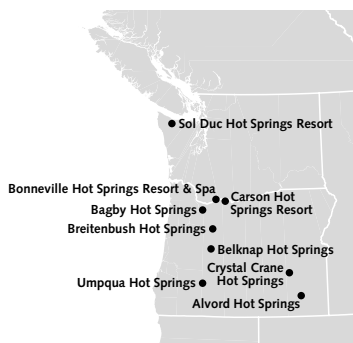 Sol Duc Hot Springs Resort
Bonneville Hot Springs Resort & Spa
Carson Hot
Springs Resort
Bagby Hot Springs
Breitenbush Hot Springs
Belknap Hot Springs
Crystal Crane
Hot Springs
Umpqua Hot Springs
Alvord Hot Springs